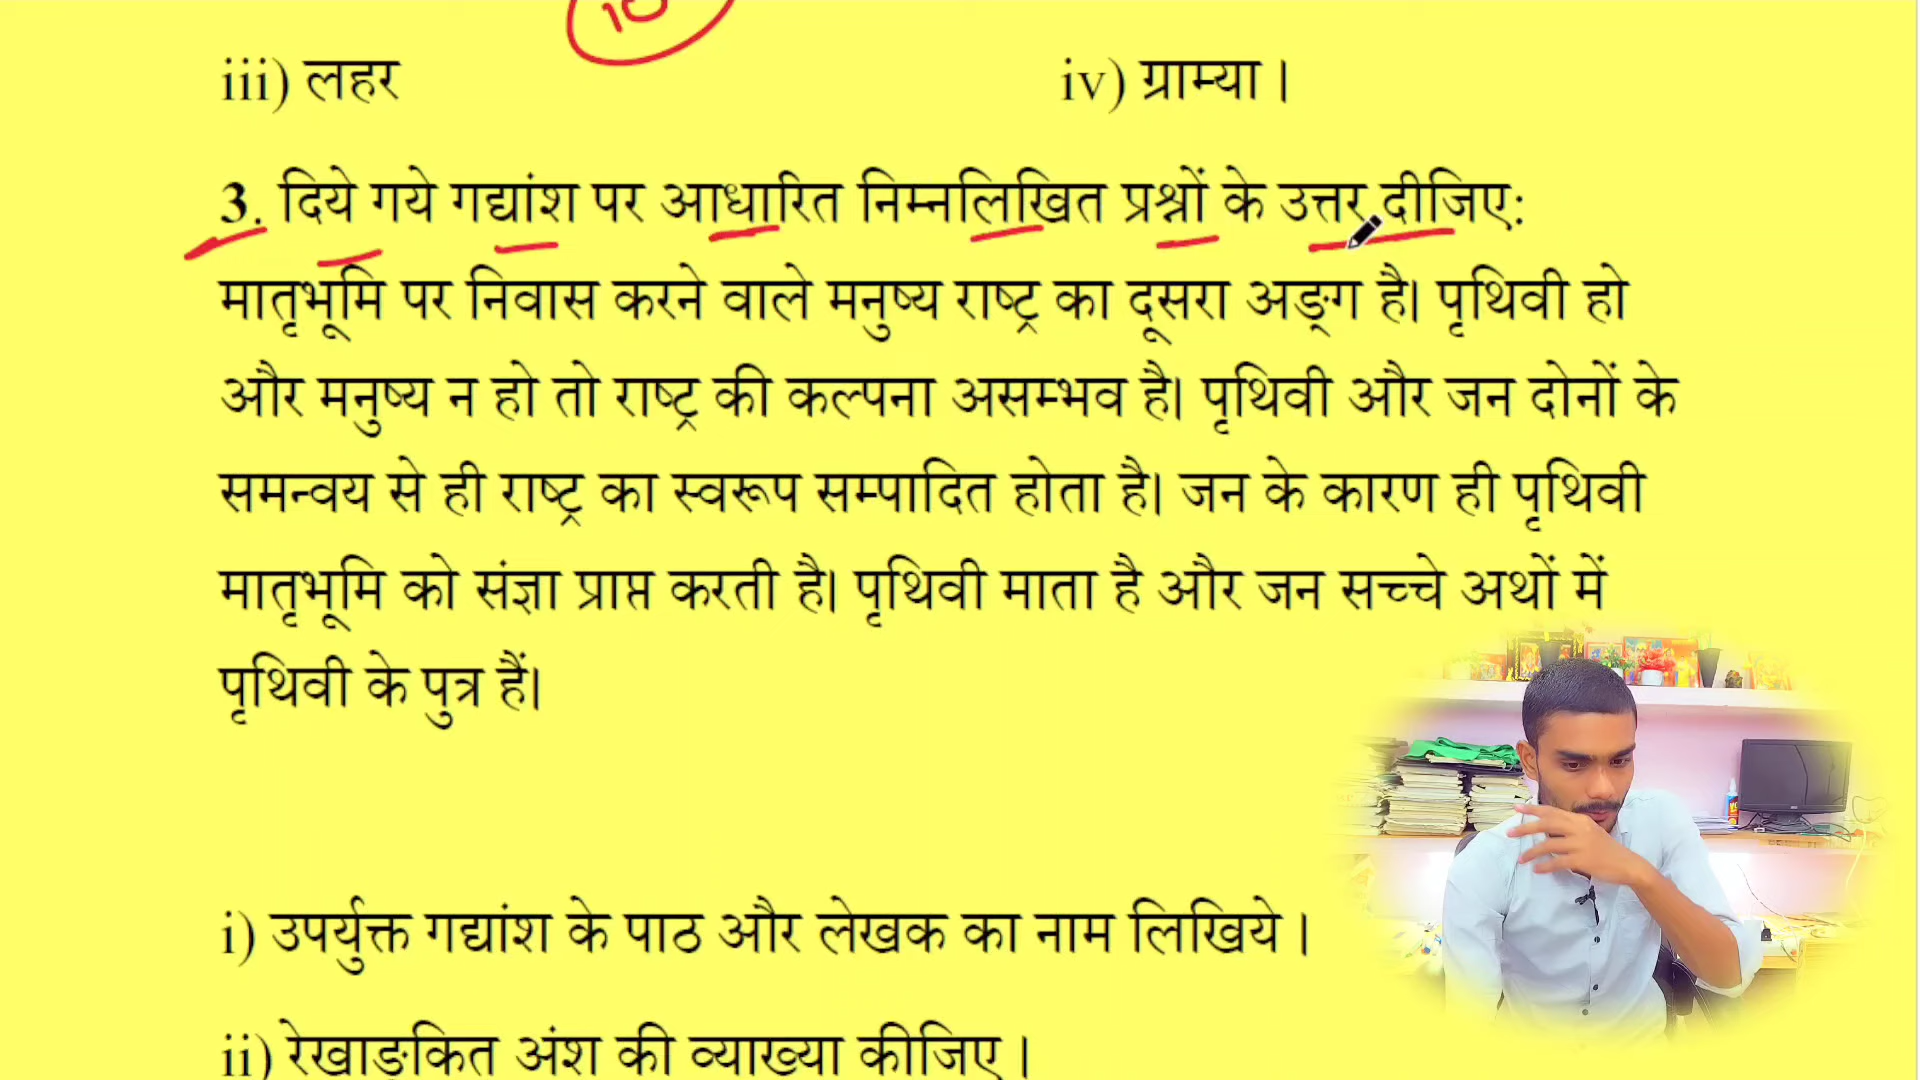 10
iii) लहर iv) ग्राम्या।
3. दिये गये गद्यांश पर आधारित निम्नलिखित प्रश्नों के उत्तर दीजिए:
मातृभूमि पर निवास करने वाले मनुष्य राष्ट्र का दूसरा अङ्ग है। पृथिवी हो
और मनुष्य न हो तो राष्ट्र की कल्पना असम्भव है। पृथिवी और जन दोनों के
समन्वय से ही राष्ट्र का स्वरूप सम्पादित होता है। जन के कारण ही पृथिवी
मातृभूमि को संज्ञा प्राप्त करती है। पृथिवी माता है और जन सच्चे अथों में
पृथिवी के पुत्र हैं।
i) उपर्युक्त गद्यांश के पाठ और लेखक का नाम लिखिये।
ii) रेखाङ्कित अंश की व्याख्या कीजिए।